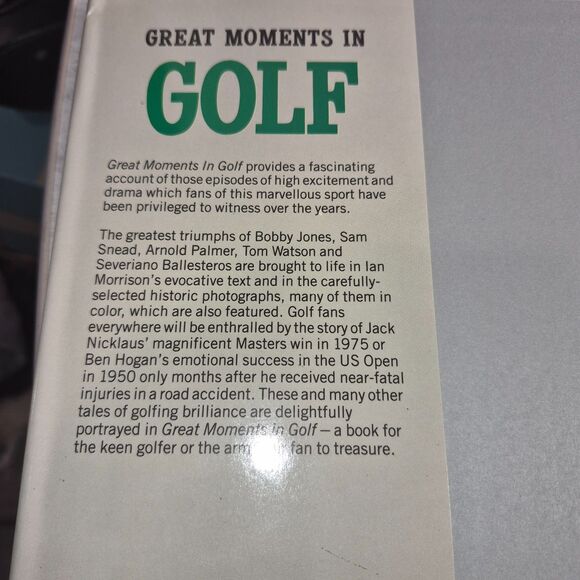 GREAT MOMENTS IN
GOLF
Great Moments In Golf provides a fascinating
account of those episodes of high excitement and
drama which fans of this marvellous sport have
been privileged to witness over the years.
The greatest triumphs of Bobby Jones, Sam
Snead, Arnold Palmer, Tom Watson and
Severiano Ballesteros are brought to life in Ian
Morrison's evocative text and in the carefully-
selected historic photographs, many of them in
color, which are also featured. Golf fans
everywhere will be enthralled by the story of Jack
Nicklaus' magnificent Masters win in 1975 or
Ben Hogan's emotional success in the US Open
in 1950 only months after he received near-fatal
injuries in a road accident. These and many other
tales of golfing brilliance are delightfully
portrayed in Great Moments in Golf – a book for
the keen golfer or the fan to treasure.